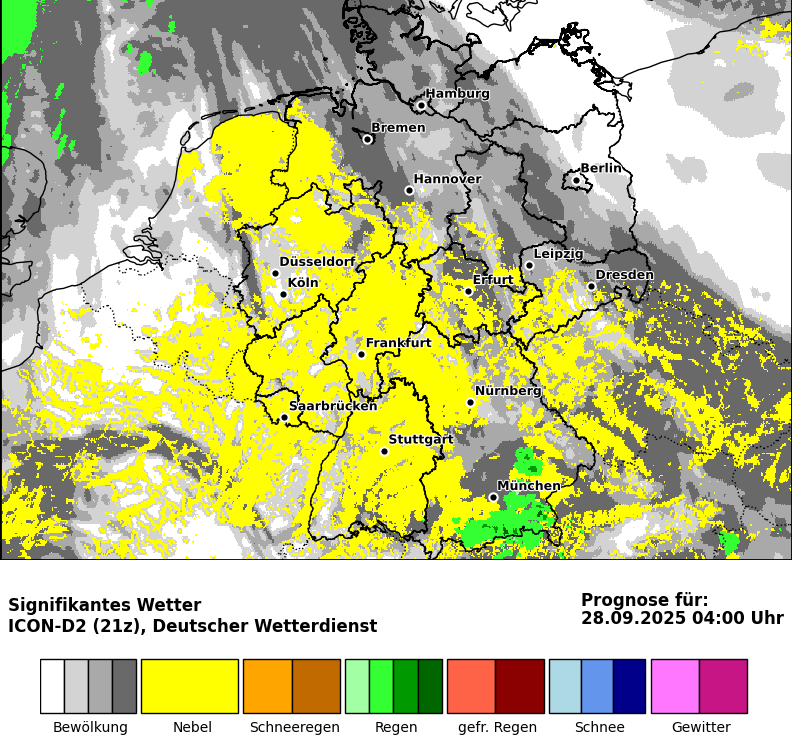 Hamburg
Bremen
Berlin
Hannover
Leipzig
Düsseldorf
Dresden
Köln
Erfurt
Frankfurt
Nürnberg
Saarbrücken
Stuttgart
München
Signifikantes Wetter
ICON-D2 (21z), Deutscher Wetterdienst
Prognose für:
28.09.2025 04:00 Uhr
Bewölkung
Nebel
Schneeregen
Regen
gefr. Regen
Schnee
Gewitter